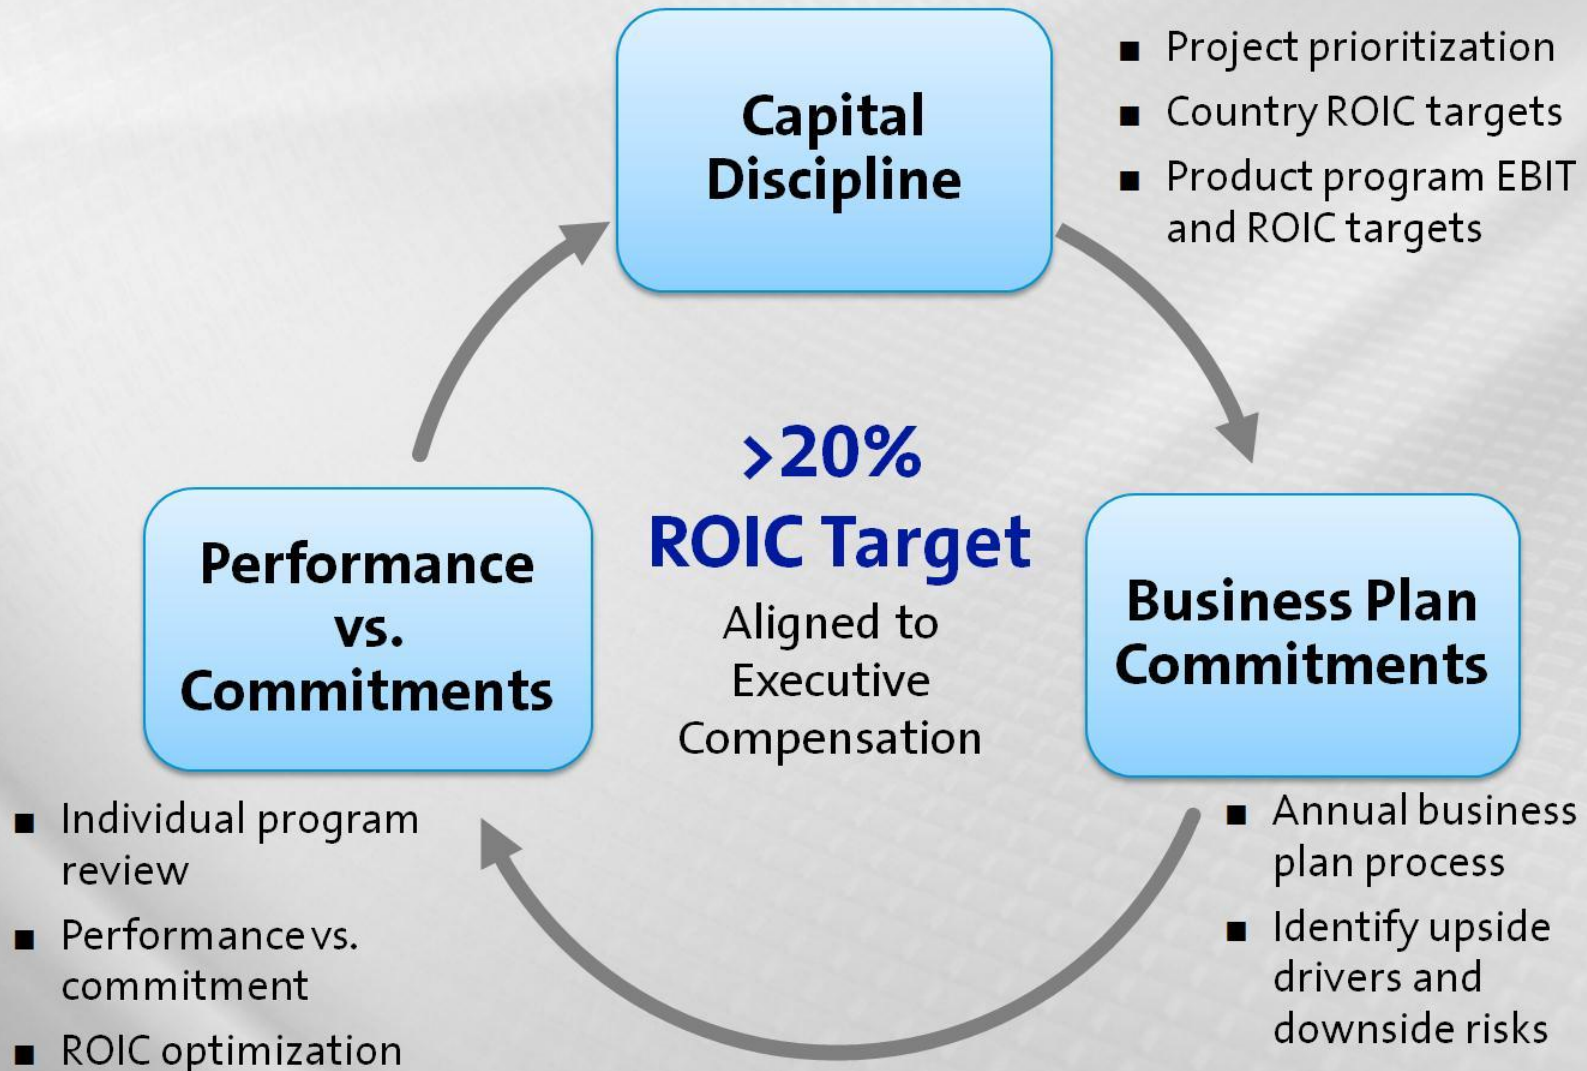 Capital
Discipline
■ Project prioritization
■ Country ROIC targets
■ Product program EBIT
and ROIC targets
>20%
ROIC Target
Aligned to
Executive
Compensation
Business Plan
Commitments
■ Annual business
plan process
■ Identify upside
drivers and
downside risks
Performance
vs.
Commitments
■ Individual program
review
■ Performance vs.
commitment
■ ROIC optimization